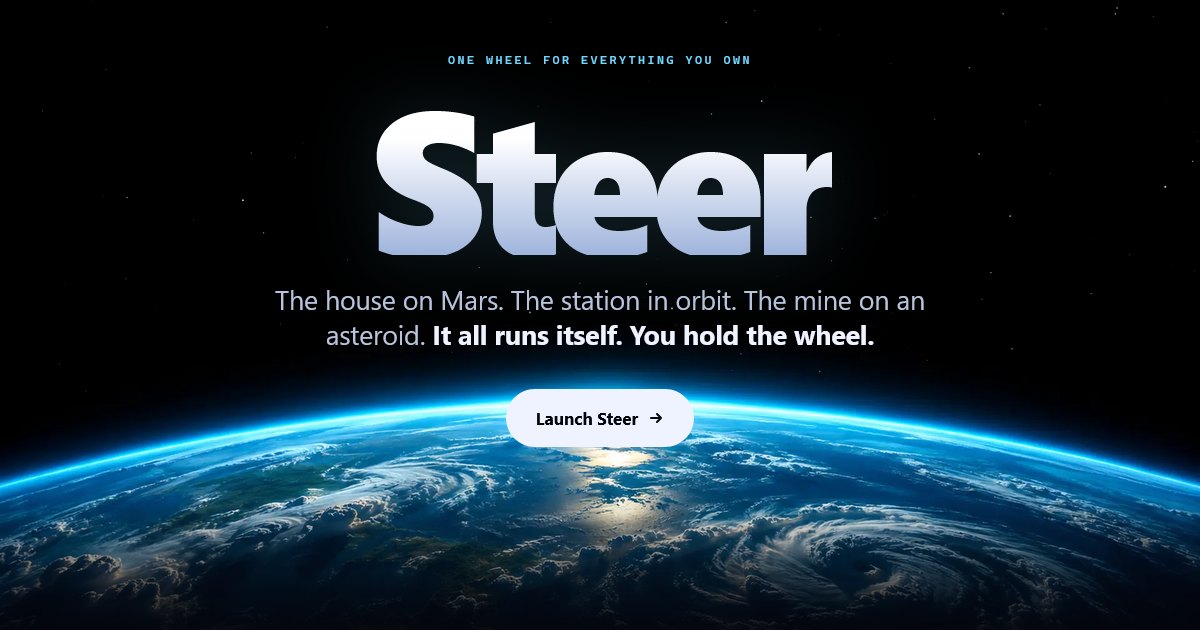 ONE WHEEL FOR EVERYTHING YOU OWN
Steer
The house on Mars. The station in orbit. The mine on an
asteroid. It all runs itself. You hold the wheel.
Launch Steer →